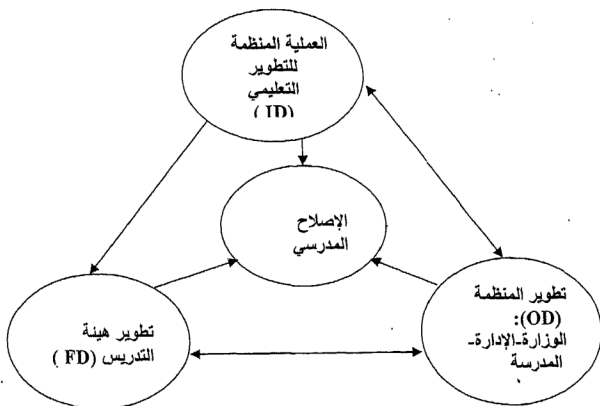 العملية المنظمة
للتطوير
التعليمي
(ID )
الإصلاح
المدرسي
تطوير المنظمة
(OD):
الوزارة-الإدارة-
المدرسة
تطوير هيئة
التدريس (FD )